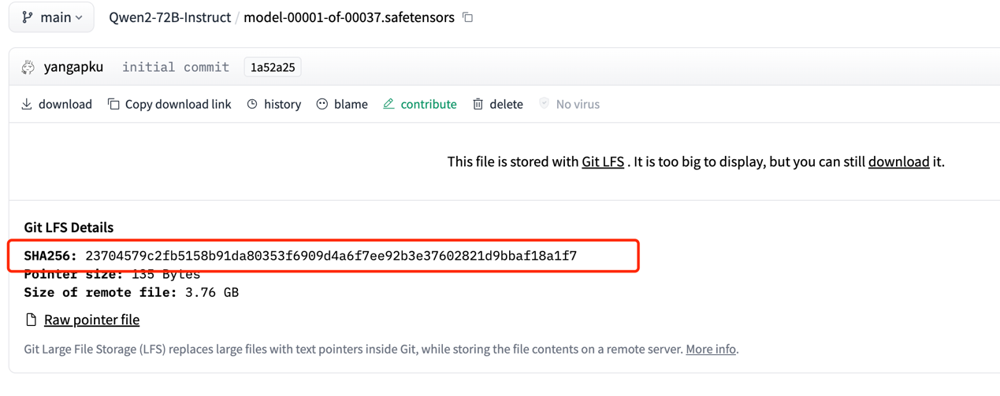 main Qwen2-72B-Instruct / model-00001-of-00037.safetensors
yangapku initial commit 1a52a25
download Copy download link history blame contribute delete No virus
This file is stored with Git LFS . It is too big to display, but you can still download it.
Git LFS Details
SHA256: 23704579c2fb5158b91da80353f6909d4a6f7ee92b3e37602821d9bbaf18a1f7
Pointer size: 135 Bytes
Size of remote file: 3.76 GB
Raw pointer file
Git Large File Storage (LFS) replaces large files with text pointers inside Git, while storing the file contents on a remote server. More info.